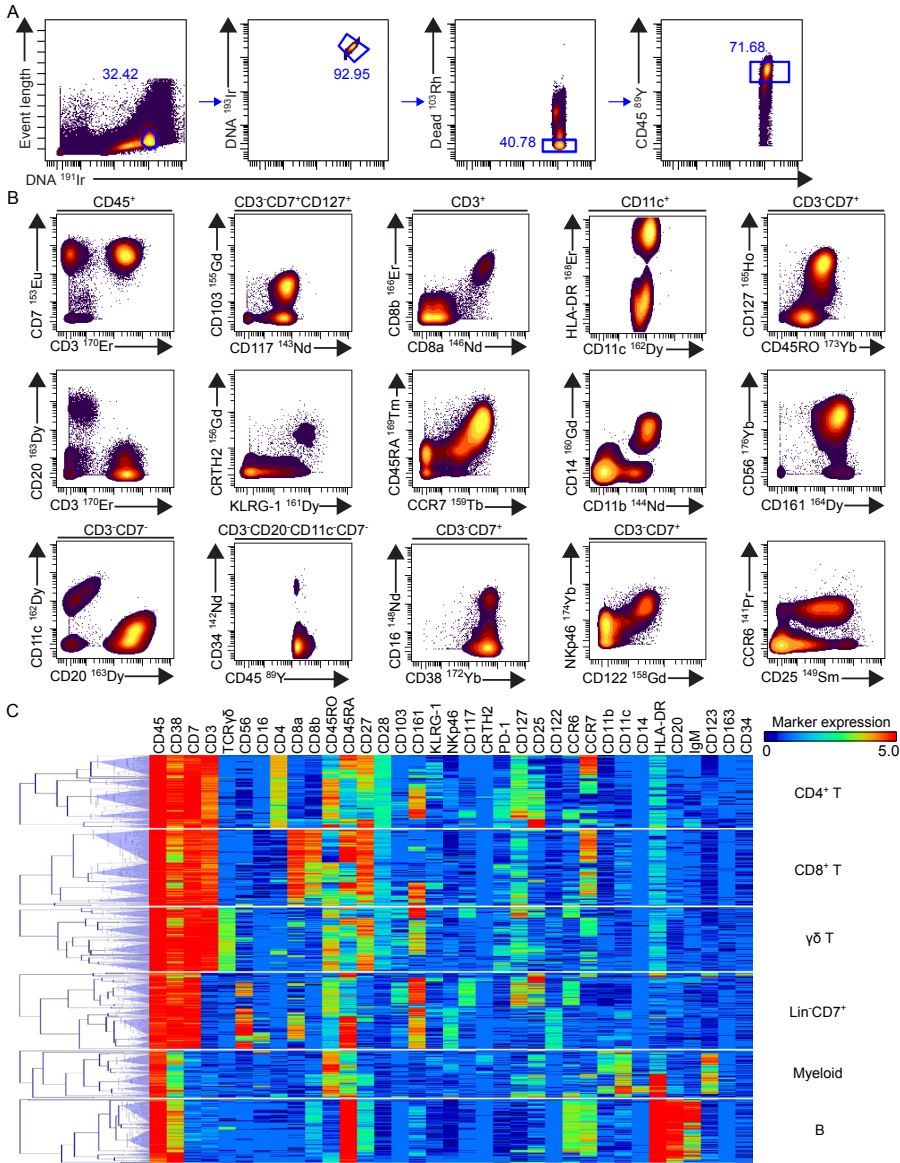 A
Event length
32.42
DNA ¹⁹¹Ir
DNA ¹⁹³Ir
92.95
Dead ¹⁰³Rh
40.78
CD45 ⁸⁹Y
71.68
B
CD45⁺
CD7 ¹⁵³Eu
CD3 ¹⁷⁰Er
CD3⁻CD7⁺CD127⁺
CD103 ¹⁵⁵Gd
CD117 ¹⁴³Nd
CD3⁺
CD8b ¹⁶⁶Er
CD8a ¹⁴⁶Nd
CD11c⁺
HLA-DR ¹⁶⁸Er
CD11c ¹⁶²Dy
CD3⁻CD7⁺
CD127 ¹⁶⁵Ho
CD45RO ¹⁷³Yb
CD20 ¹⁶³Dy
CD3 ¹⁷⁰Er
CRTH2 ¹⁵⁶Gd
KLRG-1 ¹⁶¹Dy
CD45RA ¹⁶⁹Tm
CCR7 ¹⁵⁹Tb
CD14 ¹⁶⁰Gd
CD11b ¹⁴⁴Nd
CD56 ¹⁷⁶Yb
CD161 ¹⁶⁴Dy
CD3⁻CD7⁻
CD11c ¹⁶²Dy
CD20 ¹⁶³Dy
CD3⁻CD20⁻CD11c⁻CD7⁻
CD34 ¹⁴²Nd
CD45 ⁸⁹Y
CD3⁻CD7⁺
CD16 ¹⁴⁸Nd
CD38 ¹⁷²Yb
CD3⁻CD7⁺
NKp46 ¹⁷⁴Yb
CD122 ¹⁵⁸Gd
CCR6 ¹⁴¹Pr
CD25 ¹⁴⁹Sm
C
CD45
CD38
CD7
CD3
TCRγδ
CD56
CD16
CD4
CD8a
CD8b
CD45RO
CD45RA
CD27
CD28
CD103
CD161
KLRG-1
NKp46
CD117
CRTH2
PD-1
CD127
CD25
CD122
CCR6
CCR7
CD11b
CD11c
CD14
HLA-DR
CD20
IgM
CD123
CD163
CD34
Marker expression
0 5.0
CD4⁺ T
CD8⁺ T
γδ T
Lin⁻CD7⁺
Myeloid
B